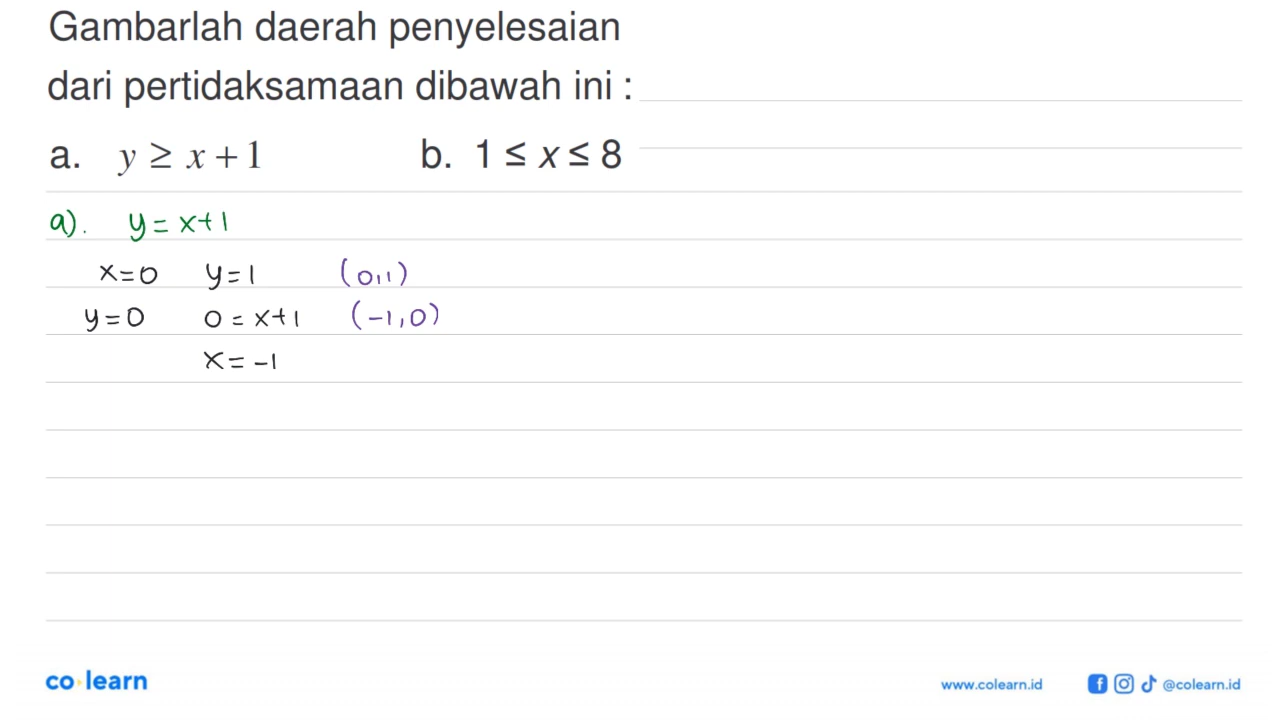 Gambarlah daerah penyelesaian
dari pertidaksamaan dibawah ini :
a. y ≥ x + 1 b. 1 ≤ x ≤ 8
a). y = x + 1
x = 0 y = 1 (0,1)
y = 0 0 = x + 1 (-1,0)
x = -1
co learn www.colearn.id @colearn.id